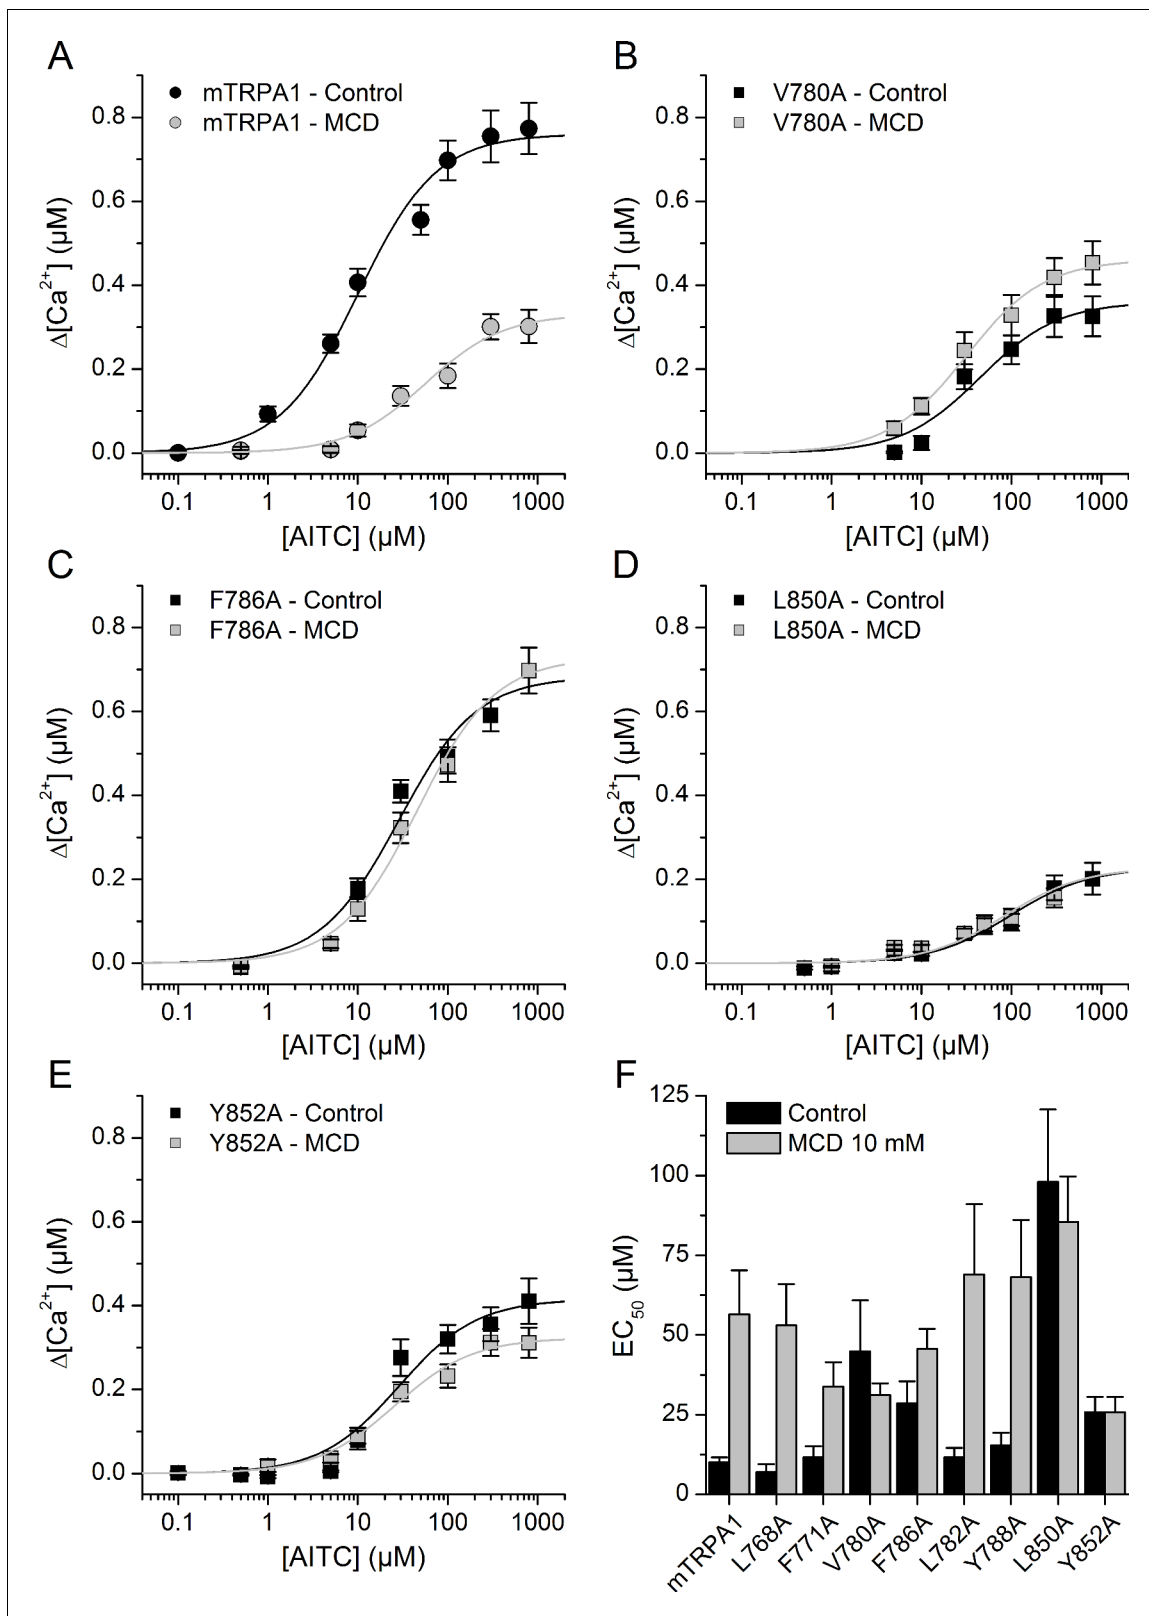 A
mTRPA1 - Control
mTRPA1 - MCD
0.8
0.6
0.4
0.2
0.0
Δ[Ca²⁺] (µM)
0.1 1 10 100 1000
[AITC] (µM)
B
V780A - Control
V780A - MCD
0.8
0.6
0.4
0.2
0.0
Δ[Ca²⁺] (µM)
0.1 1 10 100 1000
[AITC] (µM)
C
F786A - Control
F786A - MCD
0.8
0.6
0.4
0.2
0.0
Δ[Ca²⁺] (µM)
0.1 1 10 100 1000
[AITC] (µM)
D
L850A - Control
L850A - MCD
0.8
0.6
0.4
0.2
0.0
Δ[Ca²⁺] (µM)
0.1 1 10 100 1000
[AITC] (µM)
E
Y852A - Control
Y852A - MCD
0.8
0.6
0.4
0.2
0.0
Δ[Ca²⁺] (µM)
0.1 1 10 100 1000
[AITC] (µM)
F
Control
MCD 10 mM
125
100
75
50
25
0
EC₅₀ (µM)
mTRPA1
L768A
F771A
V780A
F786A
L782A
Y788A
L850A
Y852A